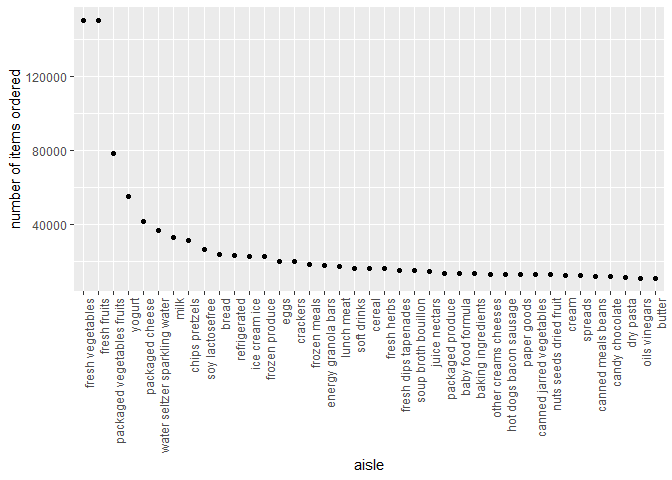 number of items ordered
120000
80000
40000
fresh vegetables
fresh fruits
packaged vegetables fruits
yogurt
packaged cheese
water seltzer sparkling water
milk
chips pretzels
soy lactosefree
bread
refrigerated
ice cream ice
frozen produce
eggs
crackers
frozen meals
energy granola bars
lunch meat
soft drinks
cereal
fresh herbs
fresh dips tapenades
soup broth bouillon
juice nectars
packaged produce
baby food formula
baking ingredients
other creams cheeses
hot dogs bacon sausage
paper goods
canned jarred vegetables
nuts seeds dried fruit
cream
spreads
canned meals beans
candy chocolate
dry pasta
oils vinegars
butter
aisle